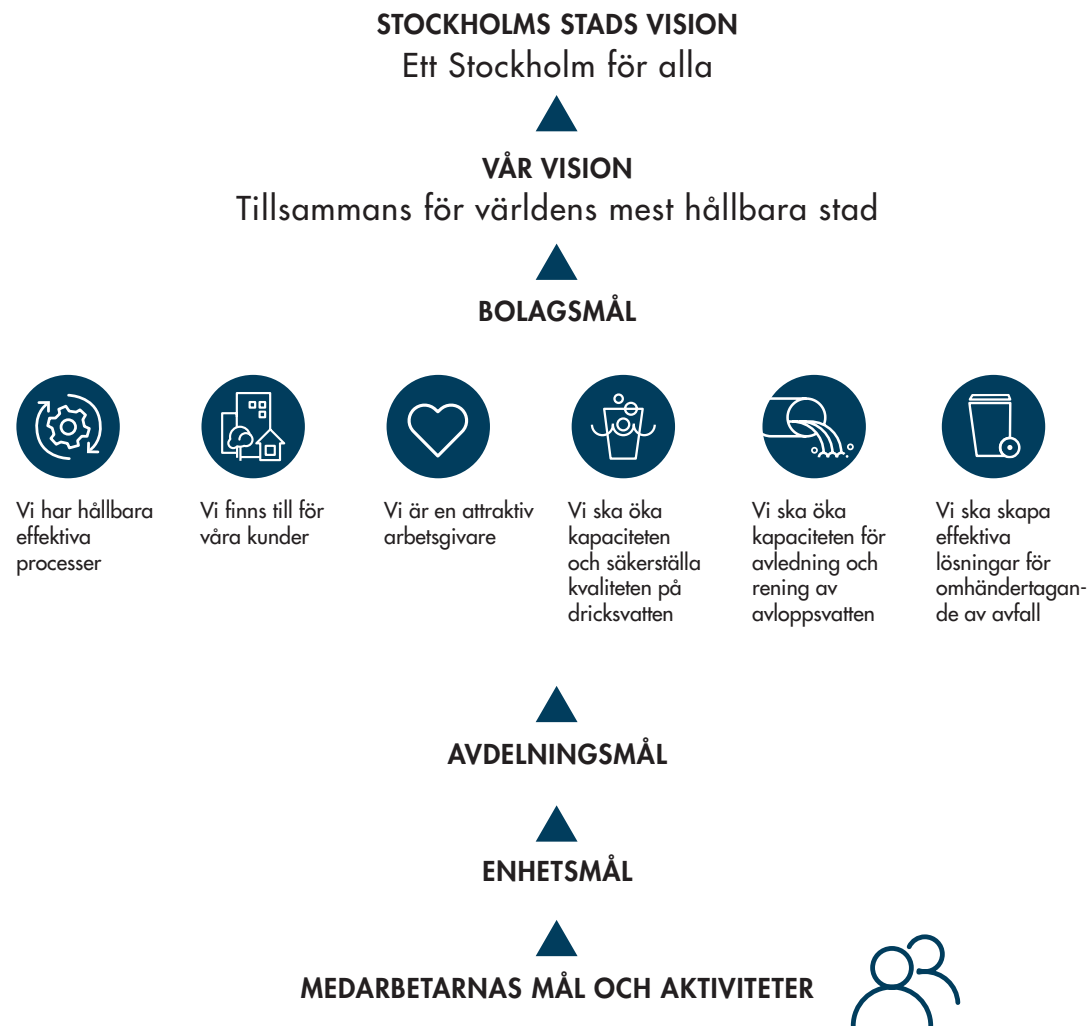 STOCKHOLMS STADS VISION
Ett Stockholm för alla
VÅR VISION
Tillsammans för världens mest hållbara stad
BOLAGSMÅL
Vi har hållbara
effektiva
processer
Vi finns till för
våra kunder
Vi är en attraktiv
arbetsgivare
Vi ska öka
kapaciteten
och säkerställa
kvaliteten på
dricksvatten
Vi ska öka
kapaciteten för
avledning och
rening av
avloppsvatten
Vi ska skapa
effektiva
lösningar för
omhändertagan-
de av avfall
AVDELNINGSMÅL
ENHETSMÅL
MEDARBETARNAS MÅL OCH AKTIVITETER